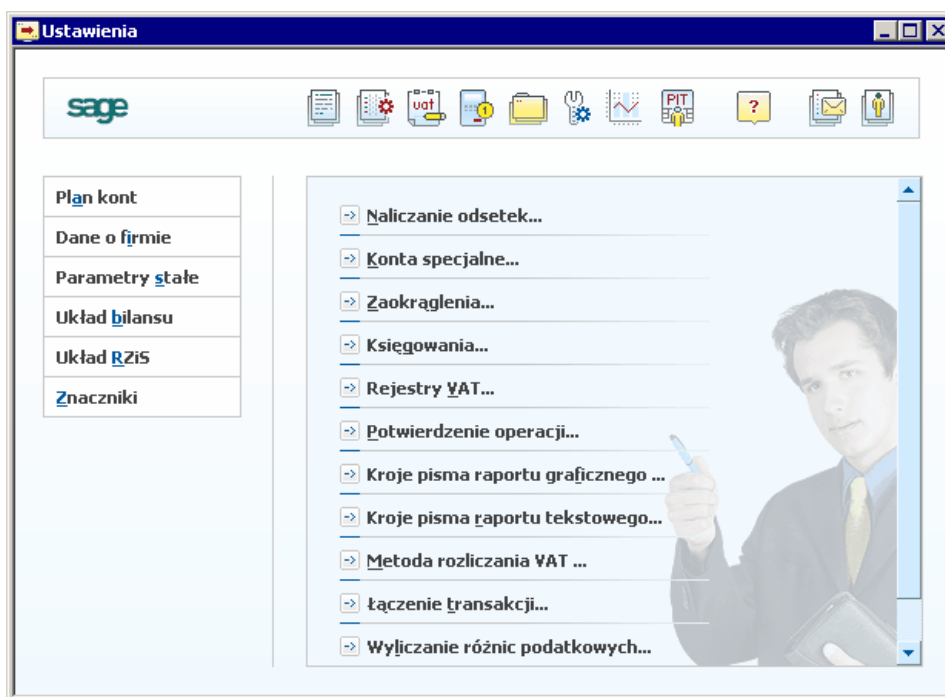 Ustawienia
sage
vat
1
PIT
?
Plan kont
Dane o firmie
Parametry stałe
Układ bilansu
Układ RZiS
Znaczniki
Naliczanie odsetek...
Konta specjalne...
Zaokrąglenia...
Księgowania...
Rejestry VAT...
Potwierdzenie operacji...
Kroje pisma raportu graficznego ...
Kroje pisma raportu tekstowego...
Metoda rozliczania VAT ...
Łączenie transakcji...
Wyliczanie różnic podatkowych...